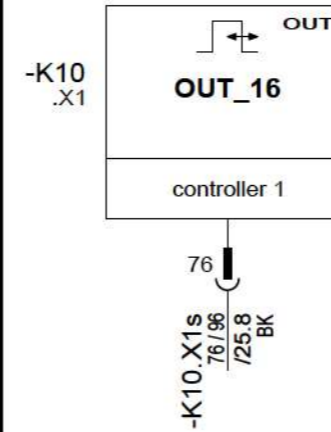 OUT
-K10
.X1
OUT_16
controller 1
76
-K10.X1s
76 / 96
/25.8
BK